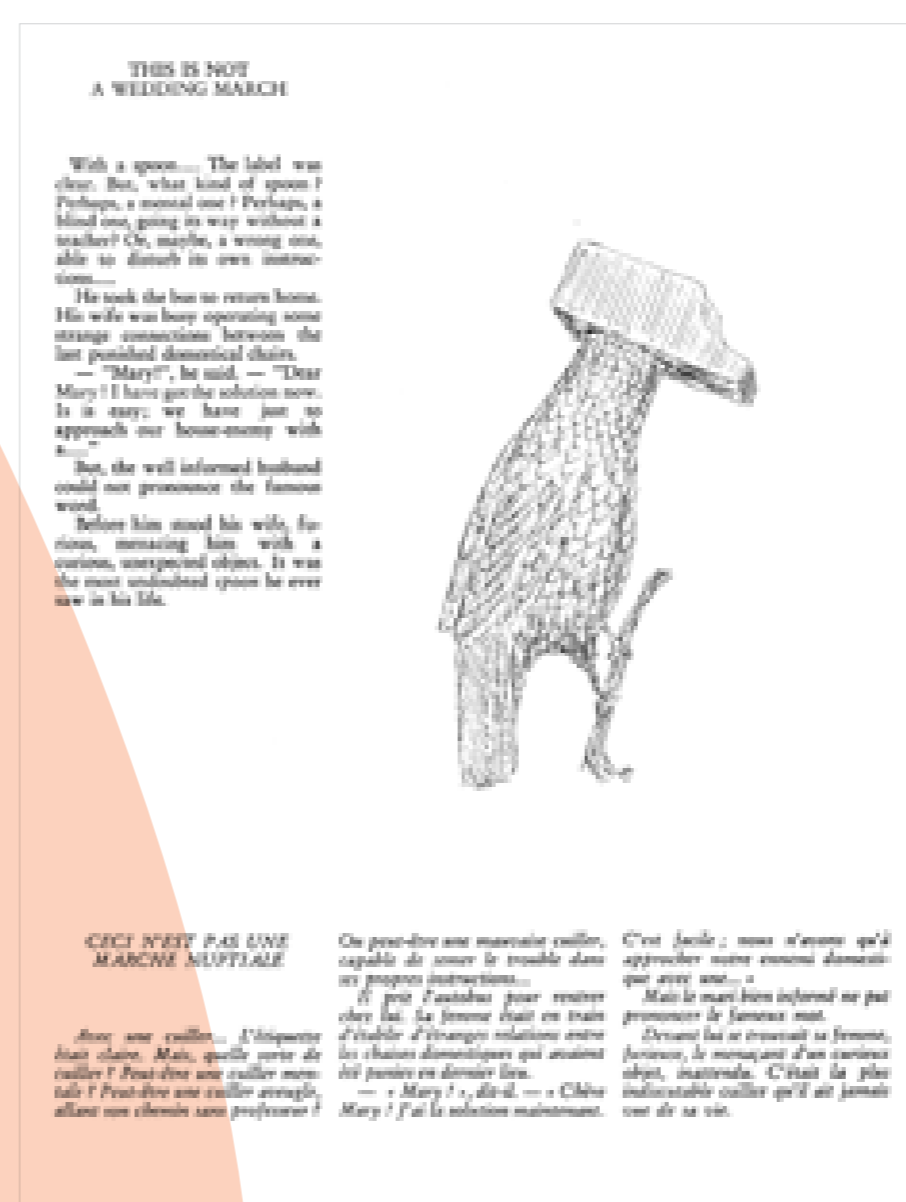 THIS IS NOT
A WEDDING MARCH
With a spoon.... The label was
clear. But, what kind of spoon ?
Perhaps, a mental one ? Perhaps, a
blind one, going its way without a
teacher? Or, maybe, a wrong one,
able to disturb its own instruc-
tions....
He took the bus to return home.
His wife was busy operating some
strange connections between the
last punished domestical chairs.
— "Mary!", he said. — "Dear
Mary ! I have got the solution now.
Is is easy; we have just to
approach our house-enemy with
a...."
But, the well informed husband
could not pronounce the famous
word.
Before him stood his wife, fu-
rious, menacing him with a
curious, unexpected object. It was
the most undoubted spoon he ever
saw in his life.
CECI N'EST PAS UNE
MARCHE NUPTIALE
Avec une cuiller... L'étiquette
était claire. Mais, quelle sorte de
cuiller ? Peut-être une cuiller men-
tale ? Peut-être une cuiller aveugle,
allant son chemin sans professeur ?
Ou peut-être une mauvaise cuiller,
capable de semer le trouble dans
ses propres instructions...
Il prit l'autobus pour rentrer
chez lui. Sa femme était en train
d'établir d'étranges relations entre
les chaises domestiques qui avaient
été punies en dernier lieu.
— « Mary ! », dit-il. — « Chère
Mary ! J'ai la solution maintenant.
C'est facile ; nous n'avons qu'à
approcher notre ennemi domesti-
que avec une... »
Mais le mari bien informé ne put
prononcer le fameux mot.
Devant lui se trouvait sa femme,
furieuse, le menaçant d'un curieux
objet, inattendu. C'était la plus
indiscutable cuiller qu'il ait jamais
vue de sa vie.